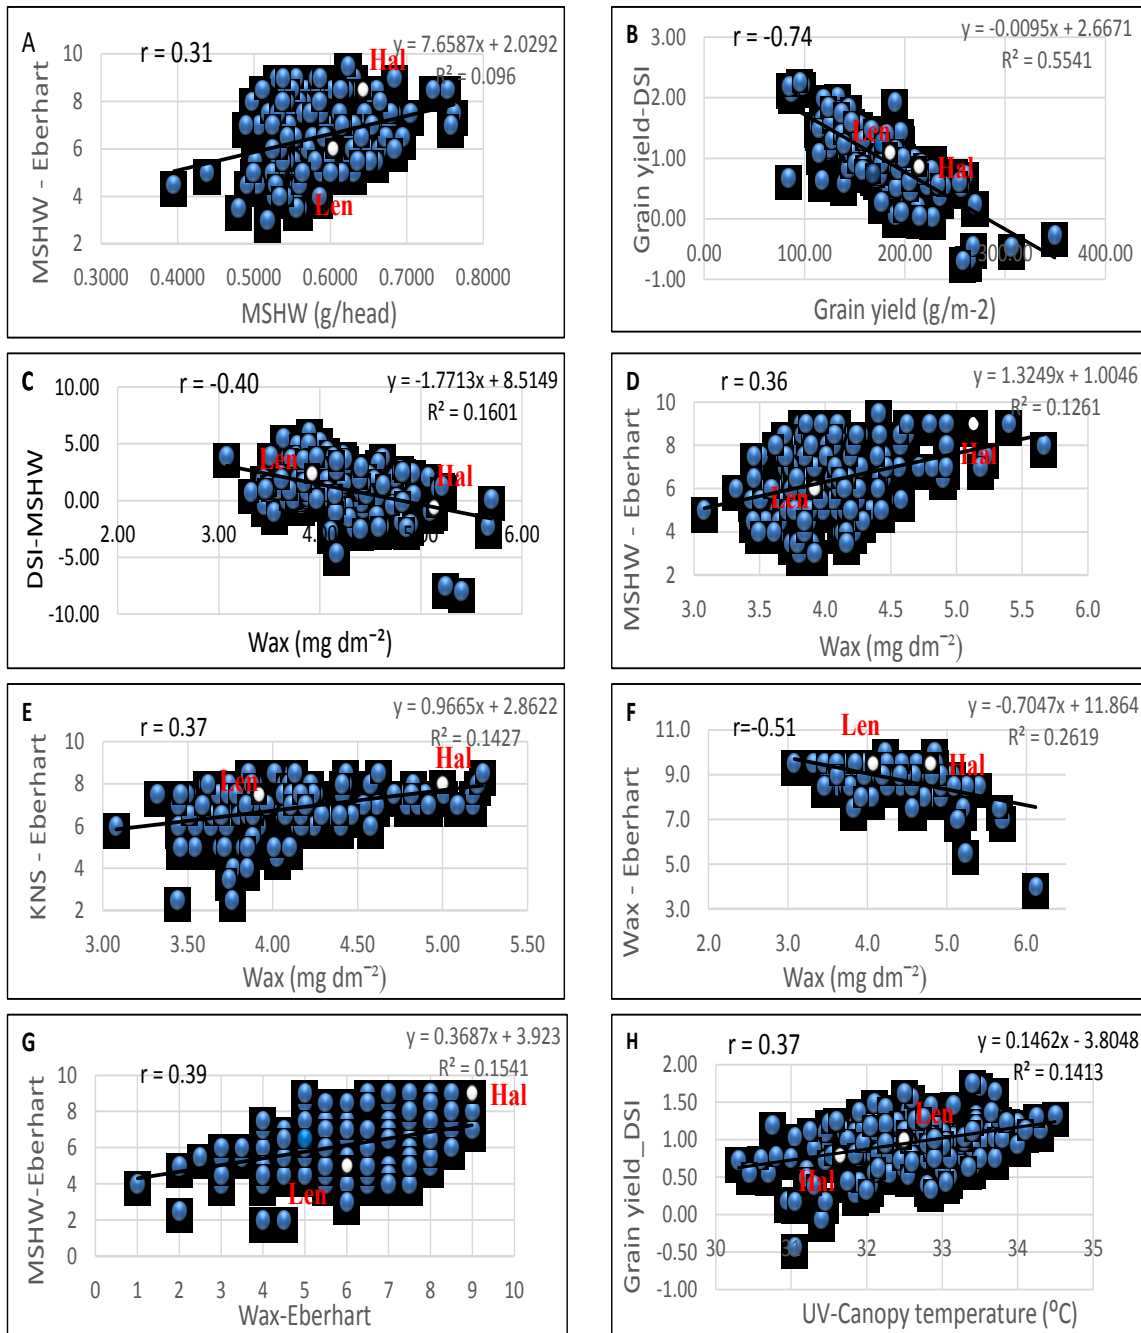 A
r = 0.31
y = 7.6587x + 2.0292
R² = 0.096
Hal
Len
MSHW - Eberhart
10
8
6
4
2
0.3000 0.4000 0.5000 0.6000 0.7000 0.8000
MSHW (g/head)
B
r = -0.74
y = -0.0095x + 2.6671
R² = 0.5541
Len
Hal
Grain yield-DSI
3.00
2.00
1.00
0.00
-1.00
0.00 100.00 200.00 300.00 400.00
Grain yield (g/m-2)
C
r = -0.40
y = -1.7713x + 8.5149
R² = 0.1601
Len
Hal
DSI-MSHW
10.00
5.00
0.00
-5.00
-10.00
2.00 3.00 4.00 5.00 6.00
Wax (mg dm⁻²)
D
r = 0.36
y = 1.3249x + 1.0046
R² = 0.1261
Hal
Len
MSHW - Eberhart
10
8
6
4
2
3.0 3.5 4.0 4.5 5.0 5.5 6.0
Wax (mg dm⁻²)
E
r = 0.37
y = 0.9665x + 2.8622
R² = 0.1427
Hal
Len
KNS - Eberhart
10
8
6
4
2
3.00 3.50 4.00 4.50 5.00 5.50
Wax (mg dm⁻²)
F
r=-0.51
y = -0.7047x + 11.864
R² = 0.2619
Len
Hal
Wax - Eberhart
11.0
9.0
7.0
5.0
3.0
2.0 3.0 4.0 5.0 6.0
Wax (mg dm⁻²)
G
r = 0.39
y = 0.3687x + 3.923
R² = 0.1541
Hal
Len
MSHW-Eberhart
10
8
6
4
2
0
0 1 2 3 4 5 6 7 8 9 10
Wax-Eberhart
H
r = 0.37
y = 0.1462x - 3.8048
R² = 0.1413
Len
Hal
Grain yield_DSI
2.00
1.50
1.00
0.50
0.00
-0.50
-1.00
30 31 32 33 34 35
UV-Canopy temperature (⁰C)